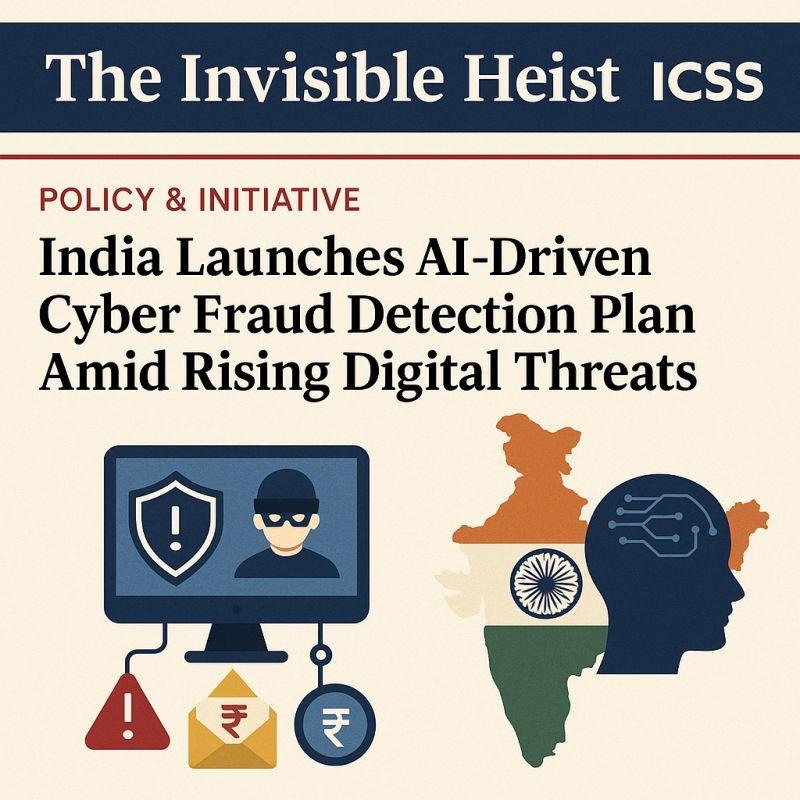 The Invisible Heist ICSS
POLICY & INITIATIVE
India Launches AI-Driven
Cyber Fraud Detection Plan
Amid Rising Digital Threats
!
!
₹
₹